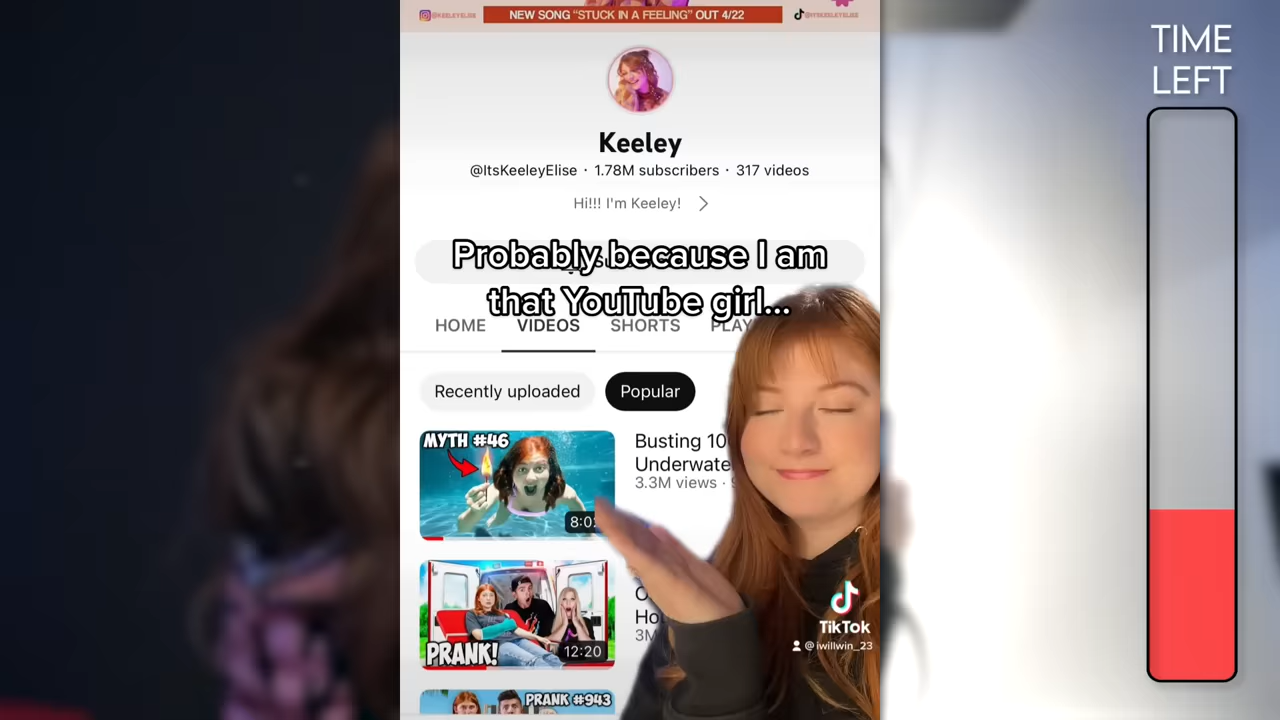 @KEELEYELISE
NEW SONG "STUCK IN A FEELING" OUT 4/22
@ITSKEELEYELISE
TIME
LEFT
Keeley
@ItsKeeleyElise · 1.78M subscribers · 317 videos
Hi!!! I'm Keeley!
Probably because I am
that YouTube girl...
HOME VIDEOS SHORTS
Recently uploaded
Popular
MYTH #46
Busting 10
3.3M views
PRANK!
12:20
TikTok
@iwillwin_23
PRANK #943